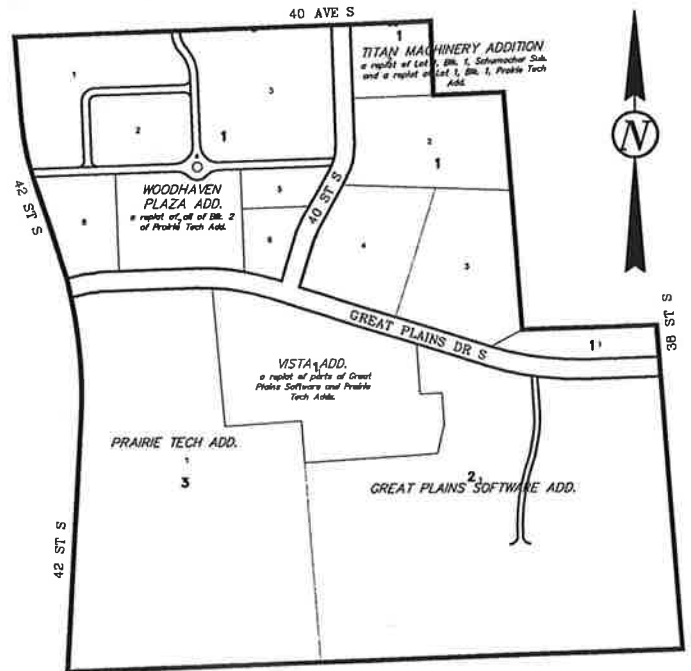 40 AVE S
1
TITAN MACHINERY ADDITION
a replat of Lot 1, Blk. 1, Schumacher Sub.
and a replat of Lot 1, Blk. 1, Prairie Tech
Add.
1
3
2
1
2
1
N
4
WOODHAVEN
PLAZA ADD.
a replat of all of Blk. 2
of Prairie Tech Add.
5
40 ST S
42 ST S
8
6
4
3
GREAT PLAINS DR S
38 ST S
1
VISTA ADD.
1
a replat of parts of Great
Plains Software and Prairie
Tech Adds.
PRAIRIE TECH ADD.
1
3
2
GREAT PLAINS SOFTWARE ADD.
42 ST S